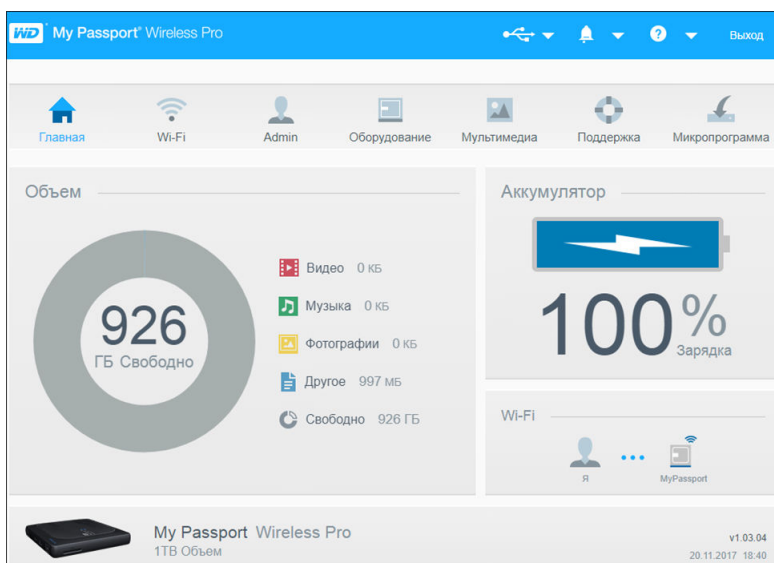 WD My Passport® Wireless Pro
? Выход
Главная Wi-Fi Admin Оборудование Мультимедиа Поддержка Микропрограмма
Объем
926
ГБ Свободно
Видео 0 КБ
Музыка 0 КБ
Фотографии 0 КБ
Другое 997 МБ
Свободно 926 ГБ
Аккумулятор
100%
Зарядка
Wi-Fi
Я MyPassport
My Passport Wireless Pro
1TB Объем
v1.03.04
20.11.2017 18:40